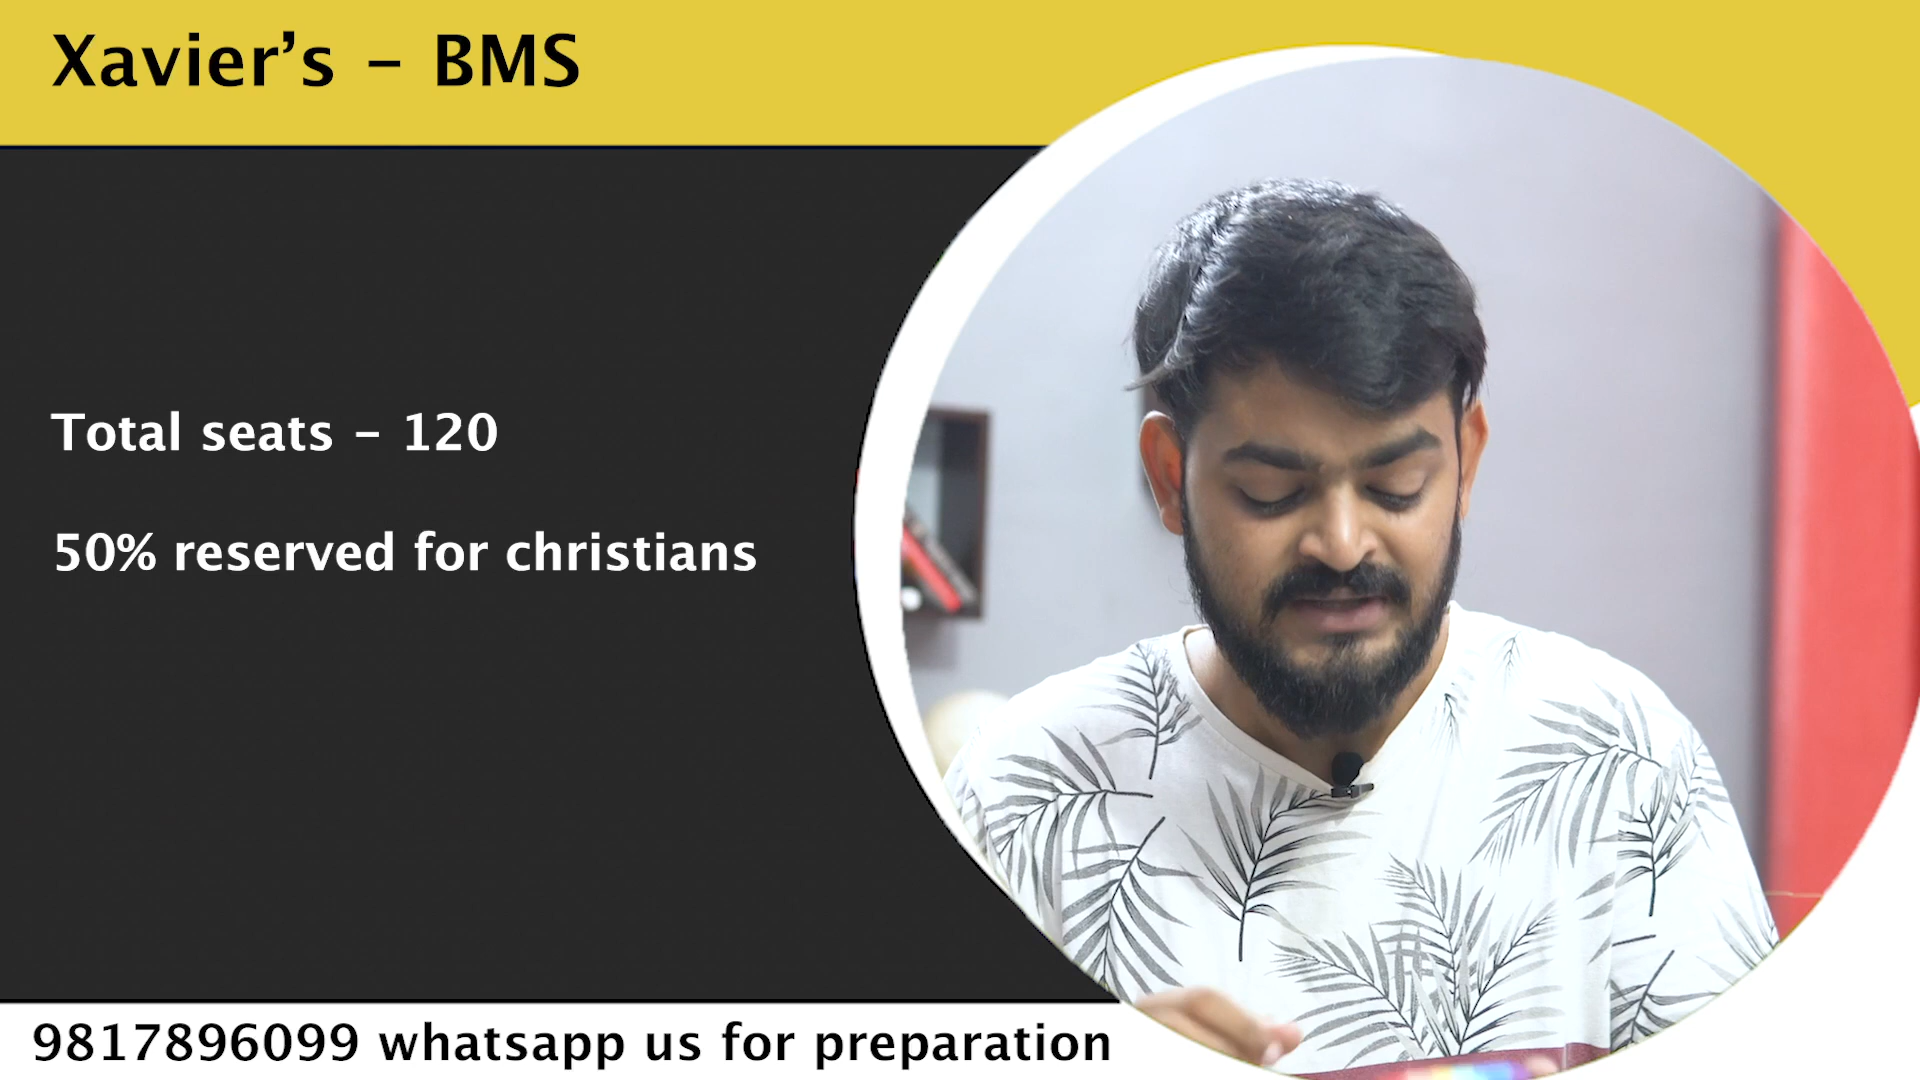 Xavier’s - BMS
Total seats - 120
50% reserved for christians
9817896099 whatsapp us for preparation